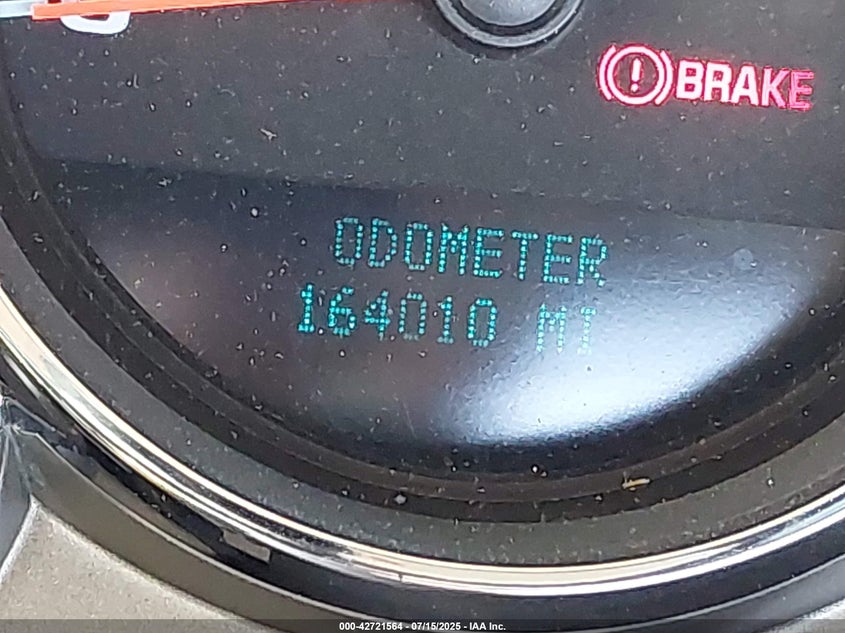 BRAKE
ODOMETER
164010 MI
000-42721564 - 07/15/2025 - IAA Inc.